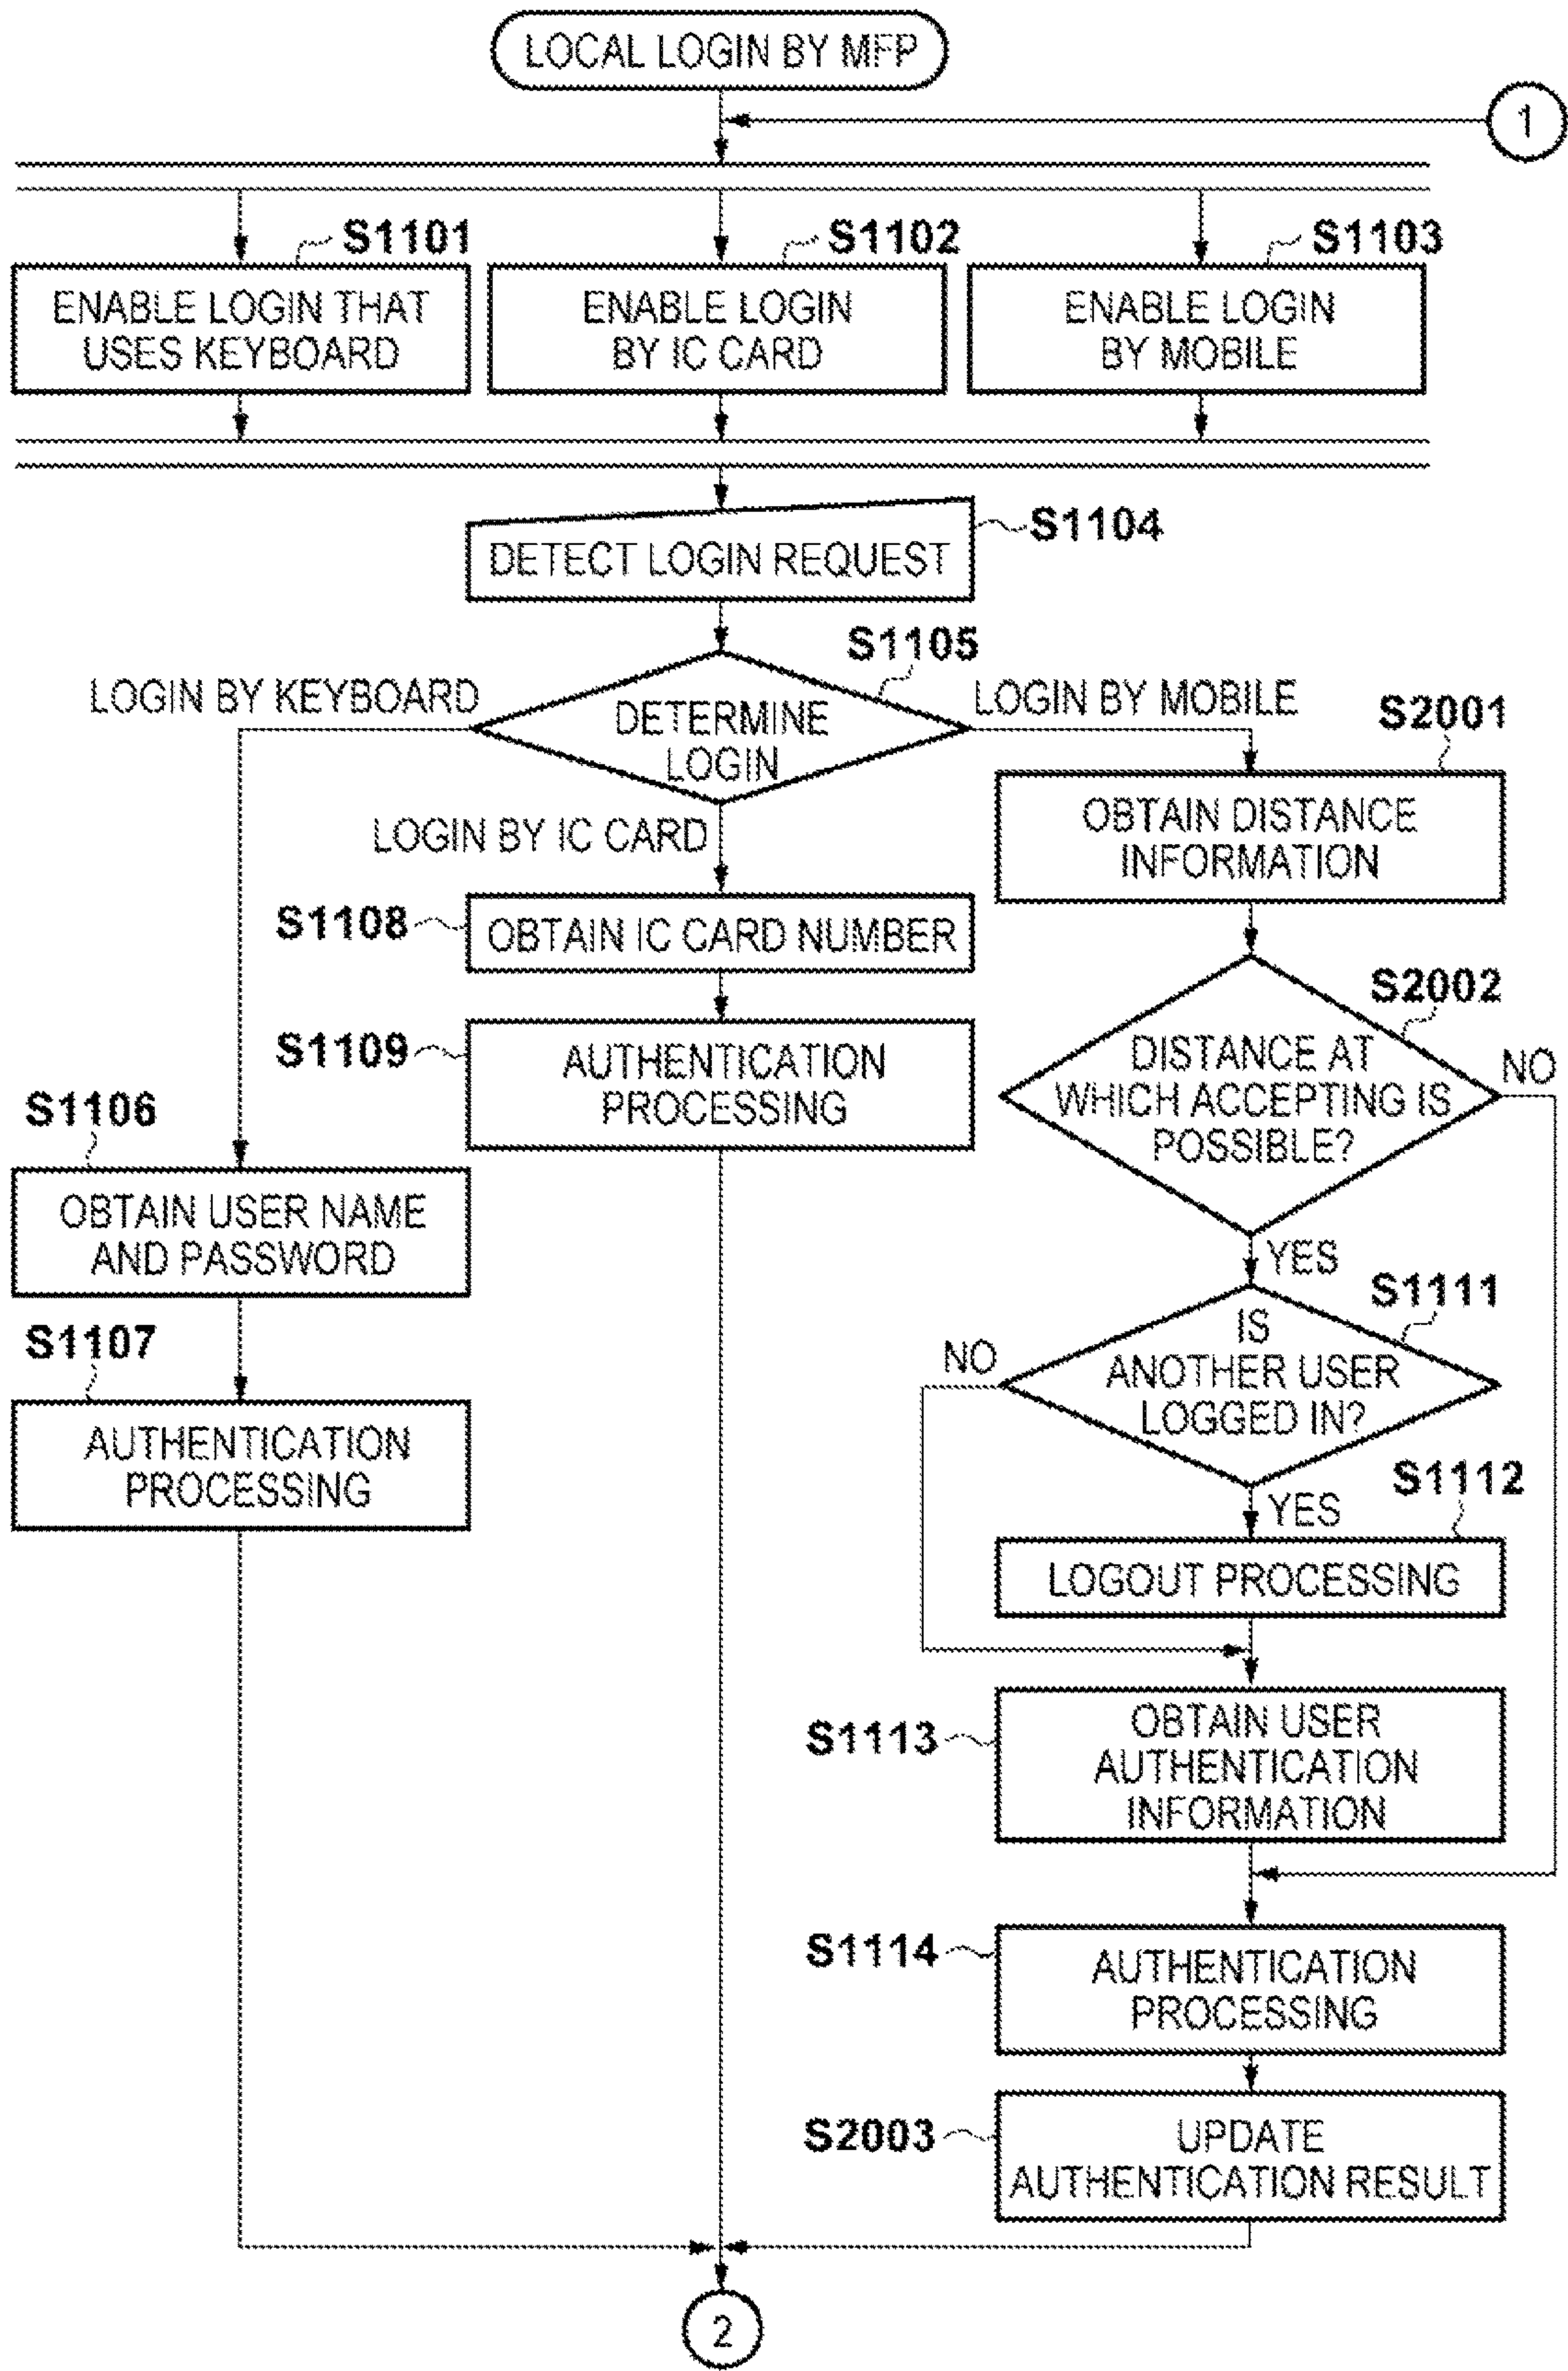 LOCAL LOGIN BY MFP
1
S1101
S1102
S1103
ENABLE LOGIN THAT
USES KEYBOARD
ENABLE LOGIN
BY IC CARD
ENABLE LOGIN
BY MOBILE
S1104
DETECT LOGIN REQUEST
S1105
LOGIN BY KEYBOARD
DETERMINE
LOGIN
LOGIN BY MOBILE
LOGIN BY IC CARD
S2001
OBTAIN DISTANCE
INFORMATION
S1108
OBTAIN IC CARD NUMBER
S2002
DISTANCE AT
WHICH ACCEPTING IS
POSSIBLE?
NO
YES
S1109
AUTHENTICATION
PROCESSING
S1106
OBTAIN USER NAME
AND PASSWORD
S1107
AUTHENTICATION
PROCESSING
S1111
IS
ANOTHER USER
LOGGED IN?
NO
YES
S1112
LOGOUT PROCESSING
S1113
OBTAIN USER
AUTHENTICATION
INFORMATION
S1114
AUTHENTICATION
PROCESSING
S2003
UPDATE
AUTHENTICATION RESULT
2